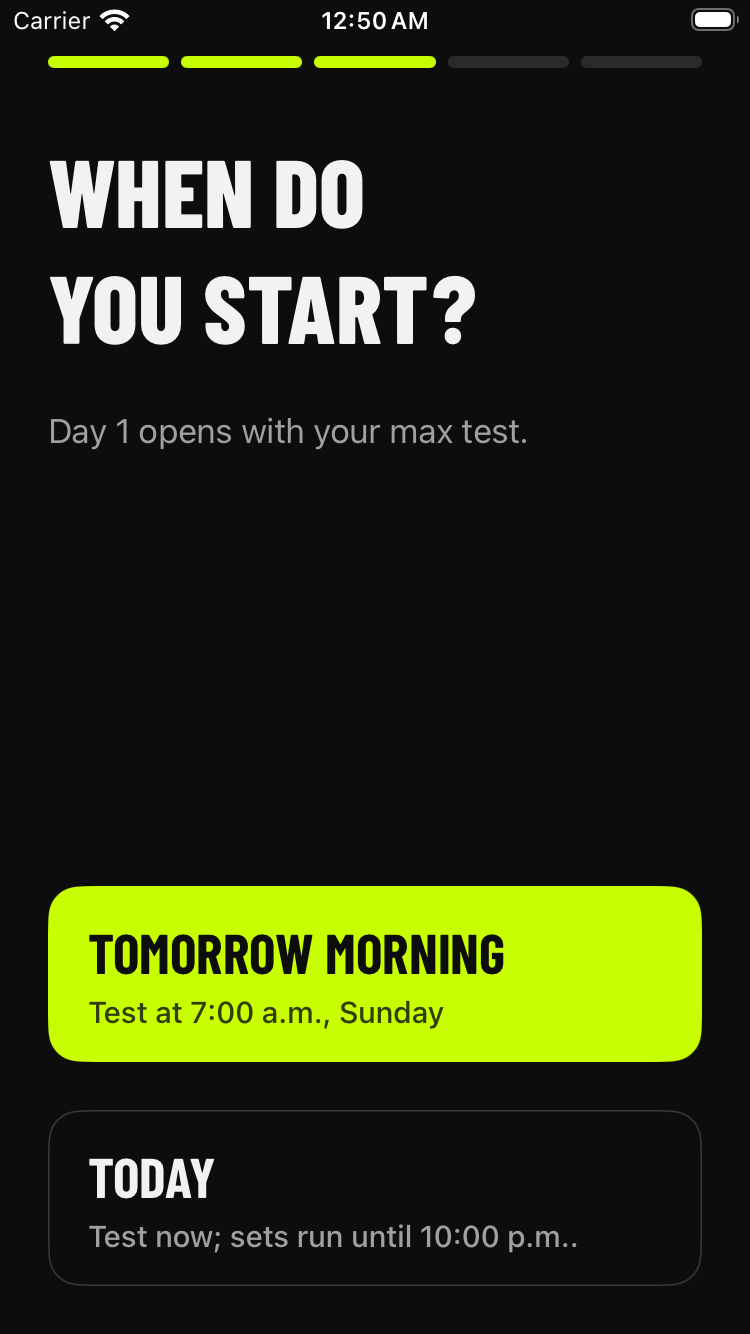 Carrier 12:50 AM
WHEN DO
YOU START?
Day 1 opens with your max test.
TOMORROW MORNING
Test at 7:00 a.m., Sunday
TODAY
Test now; sets run until 10:00 p.m..